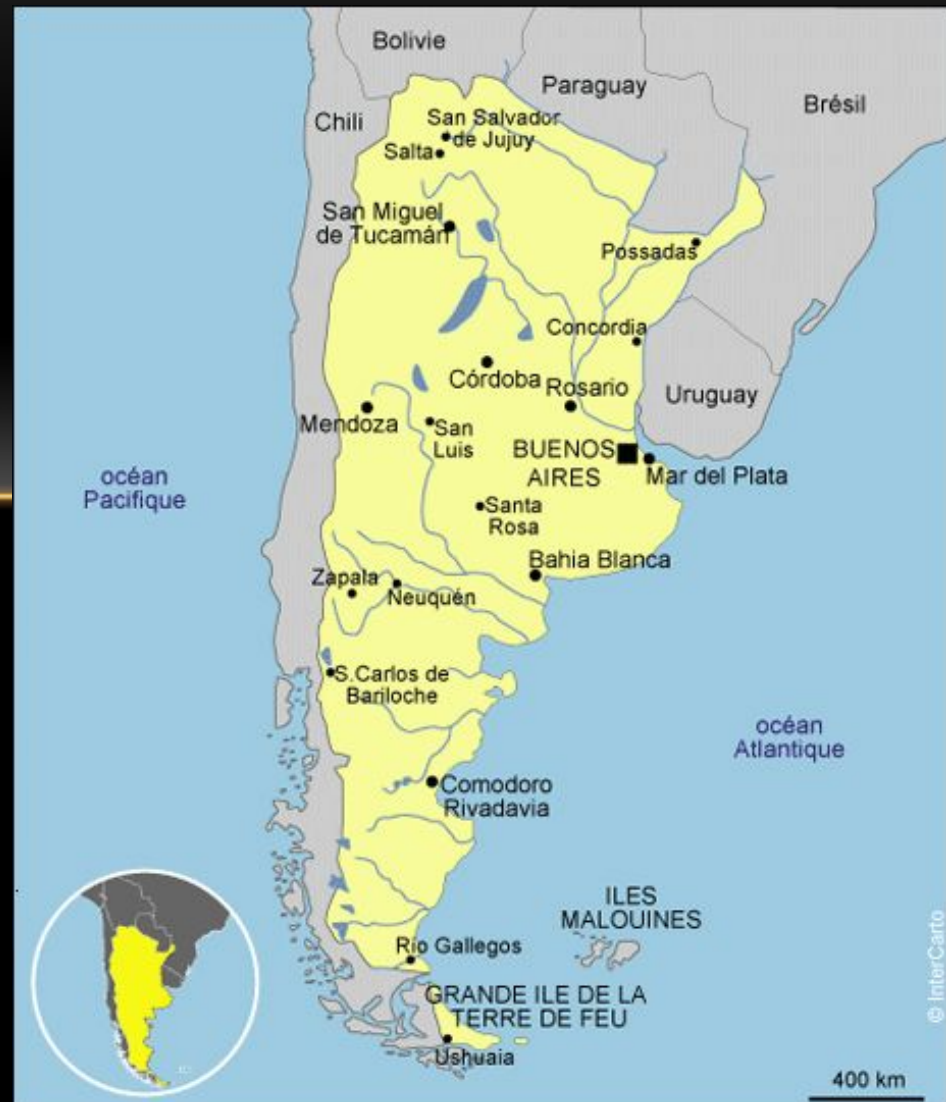 Bolivie
Paraguay
Brésil
Chili
San Salvador
de Jujuy
Salta
San Miguel
de Tucamán
Possadas
Concordia
Córdoba
Rosario
Uruguay
Mendoza
San
Luis
BUENOS
AIRES
Mar del Plata
océan
Pacifique
Santa
Rosa
Bahia Blanca
Zapala
Neuquén
S.Carlos de
Bariloche
océan
Atlantique
Comodoro
Rivadavia
ILES
MALOUINES
Río Gallegos
GRANDE ILE DE LA
TERRE DE FEU
Ushuaia
400 km
© InterCarto